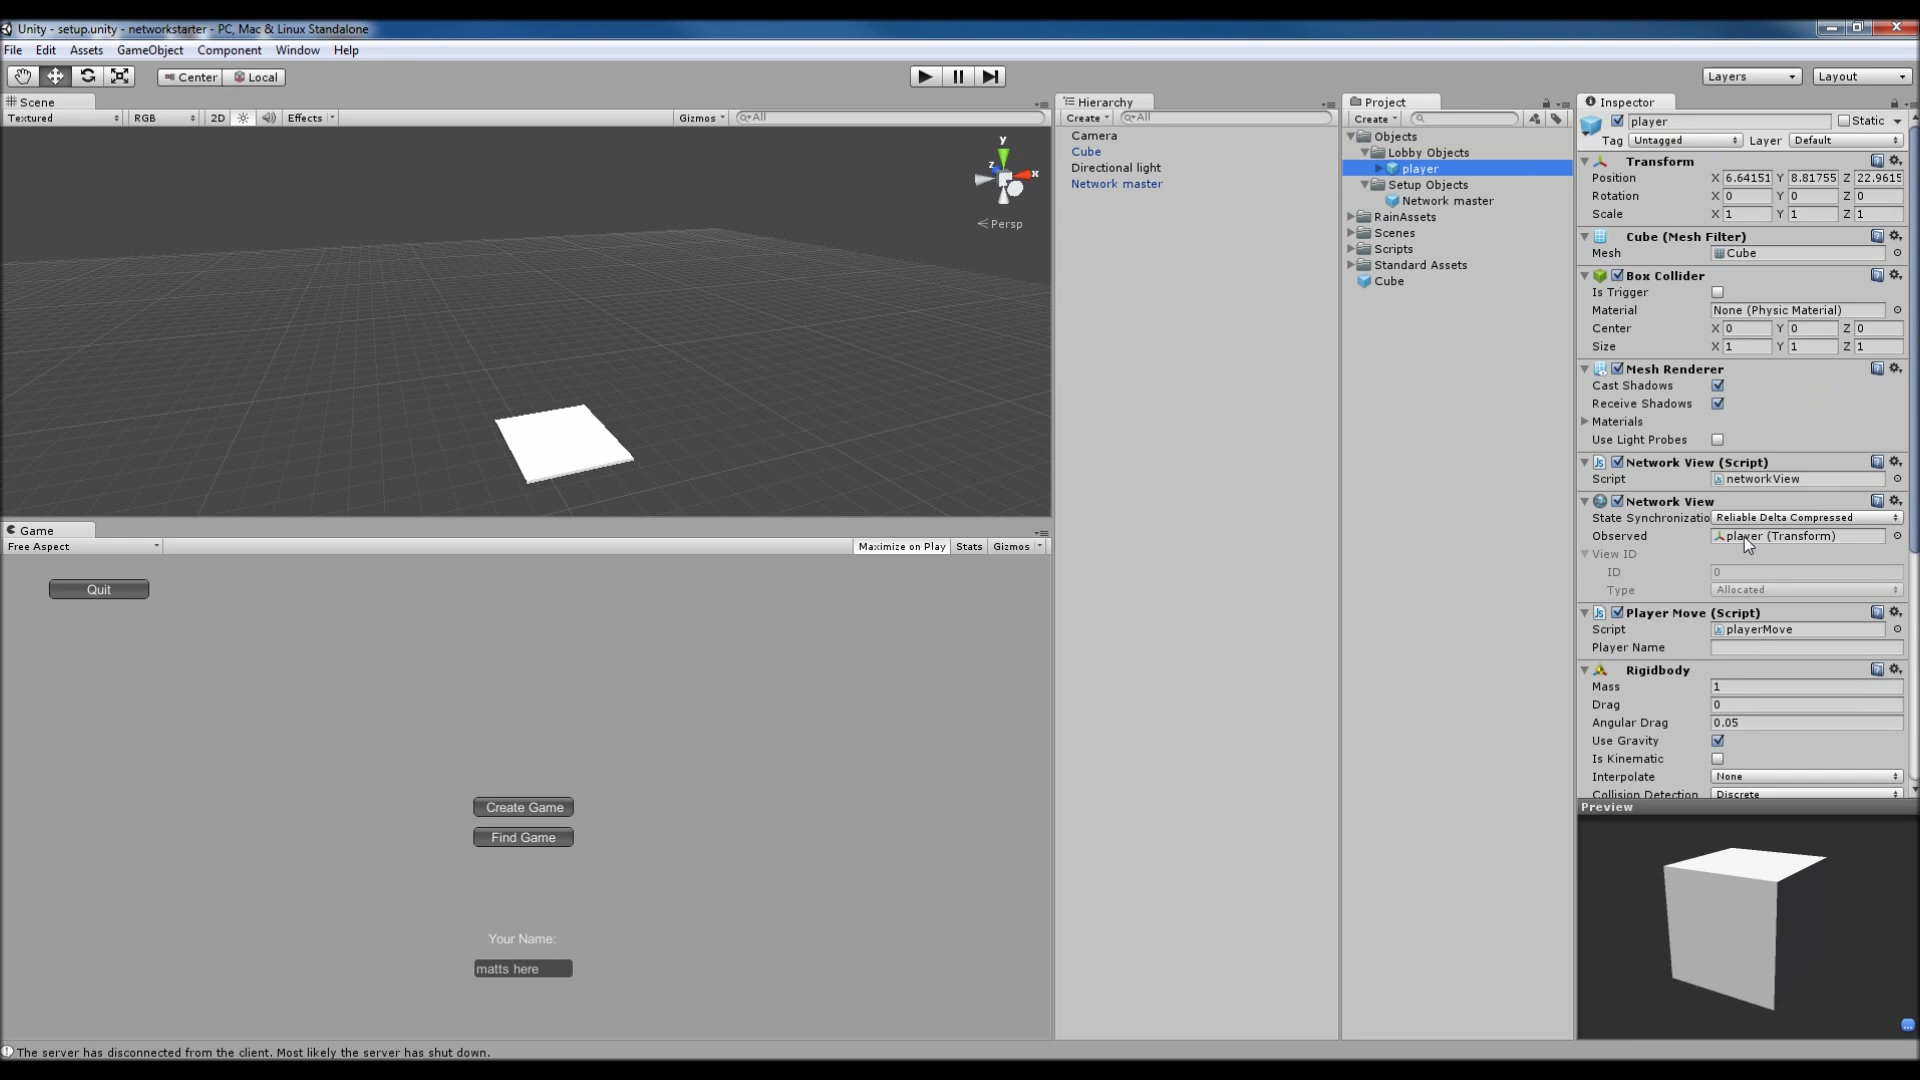 Unity - setup.unity - networkstarter - PC, Mac & Linux Standalone
File Edit Assets GameObject Component Window Help
Center Local
Layers Layout
Scene
Textured RGB 2D Effects Gizmos All
y
z x
Persp
Game
Free Aspect Maximize on Play Stats Gizmos
Quit
Create Game
Find Game
Your Name:
matts here
The server has disconnected from the client. Most likely the server has shut down.
Hierarchy
Create All
Camera
Cube
Directional light
Network master
Project
Create
Objects
Lobby Objects
player
Setup Objects
Network master
RainAssets
Scenes
Scripts
Standard Assets
Cube
Inspector
player Static
Tag Untagged Layer Default
Transform
Position X 6.64151 Y 8.81755 Z 22.9615
Rotation X 0 Y 0 Z 0
Scale X 1 Y 1 Z 1
Cube (Mesh Filter)
Mesh Cube
Box Collider
Is Trigger
Material None (Physic Material)
Center X 0 Y 0 Z 0
Size X 1 Y 1 Z 1
Mesh Renderer
Cast Shadows
Receive Shadows
Materials
Use Light Probes
Network View (Script)
Script networkView
Network View
State Synchronizatio Reliable Delta Compressed
Observed player (Transform)
View ID
ID 0
Type Allocated
Player Move (Script)
Script playerMove
Player Name
Rigidbody
Mass 1
Drag 0
Angular Drag 0.05
Use Gravity
Is Kinematic
Interpolate None
Collision Detection Discrete
Preview